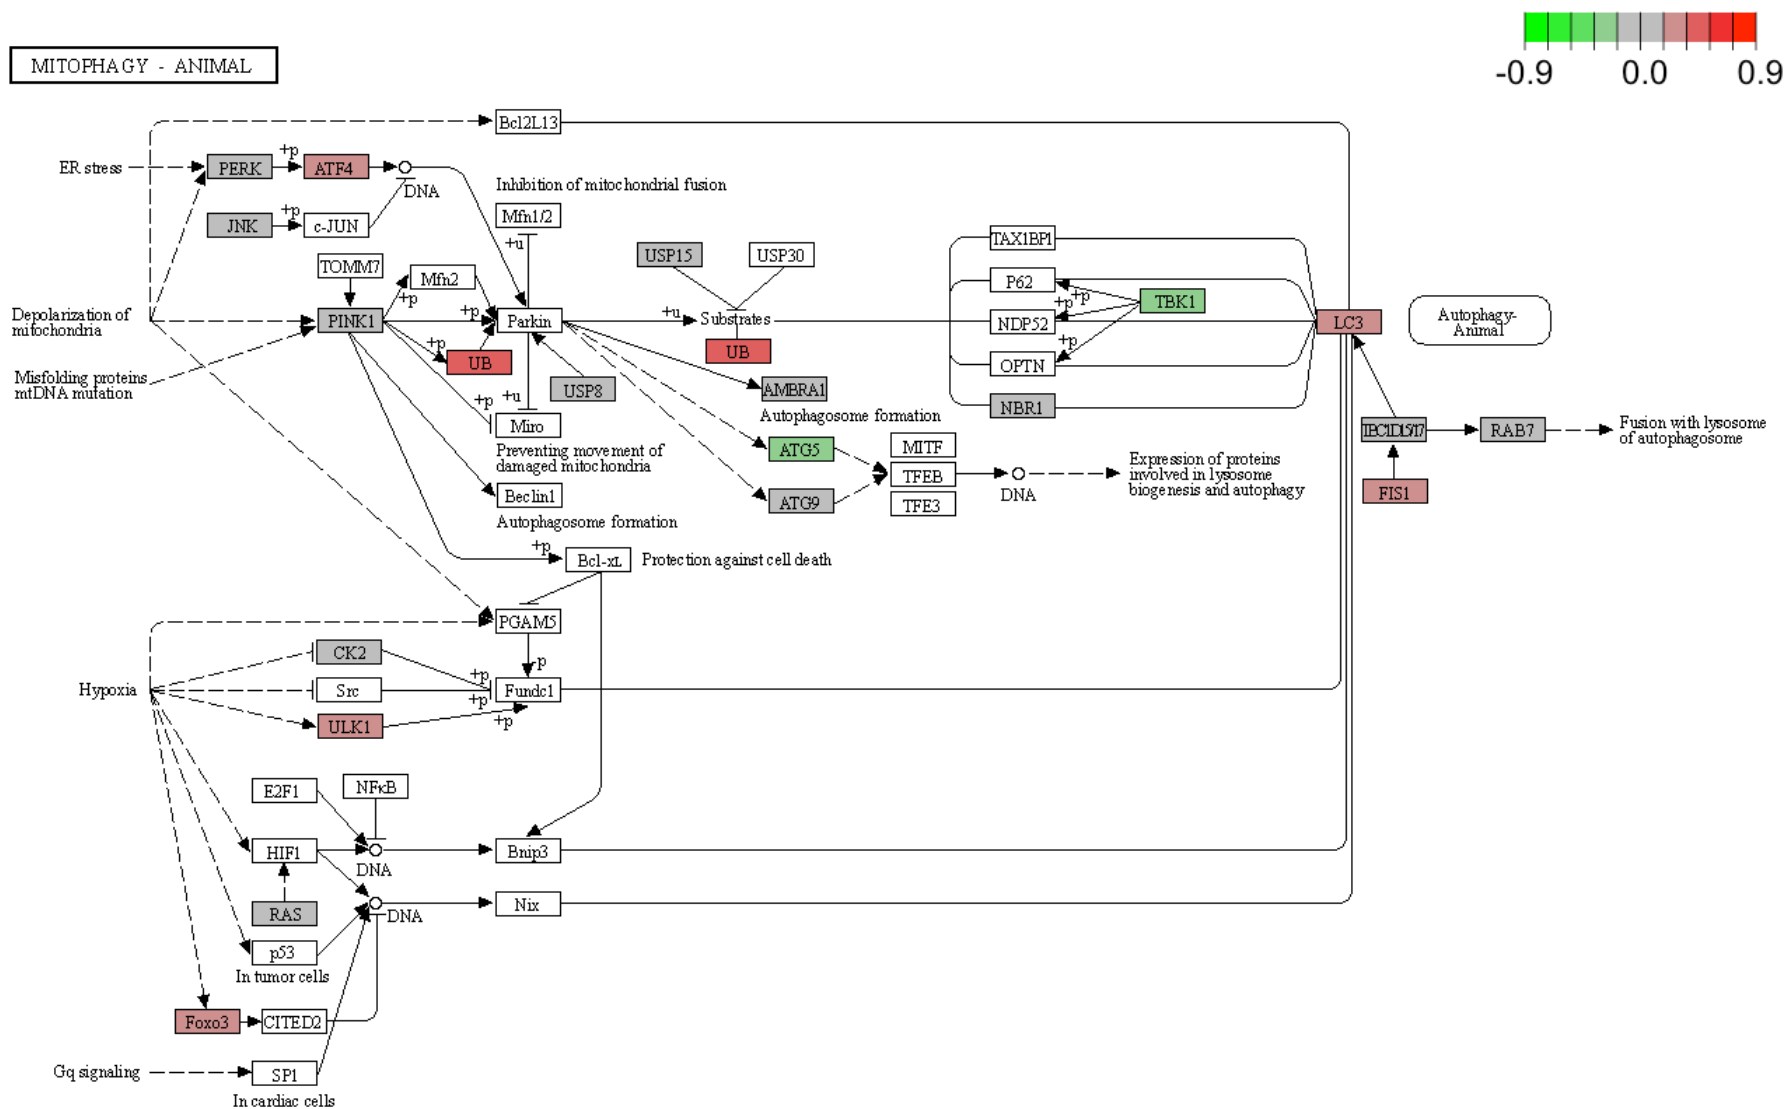 -0.9 0.0 0.9
MITOPHAGY - ANIMAL
Bcl2L13
ER stress
PERK
+p
ATF4
DNA
Inhibition of mitochondrial fusion
JNK
+p
c-JUN
Mfn1/2
+u
TOMM7
Mfn2
USP15
USP30
TAX1BP1
P62
TBK1
+p
+p
+p
Depolarization of
mitochondria
PINK1
+p
+p
Parkin
+u
Substrates
NDP52
LC3
Autophagy-
Animal
+p
UB
UB
OPTN
Misfolding proteins
mtDNA mutation
USP8
AMBRA1
NBR1
+p
+u
Miro
Autophagosome formation
TBC1D15/17
RAB7
Fusion with lysosome
of autophagosome
Preventing movement of
damaged mitochondria
ATG5
MITF
TFEB
TFE3
DNA
Expression of proteins
involved in lysosome
biogenesis and autophagy
FIS1
Beclin1
ATG9
Autophagosome formation
+p
Bcl-xL
Protection against cell death
PGAM5
-p
CK2
+p
Hypoxia
Src
+p
Fundc1
ULK1
+p
E2F1
NFκB
HIF1
DNA
Bnip3
RAS
DNA
Nix
p53
In tumor cells
Foxo3
CITED2
Gq signaling
SP1
In cardiac cells